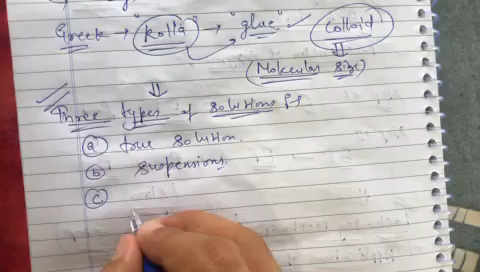 Greek → "kolla" → "glue" ✓ colloid
(Molecular size)
Three types of solutions
(a) true solution.
(b) suspensions.
(c)